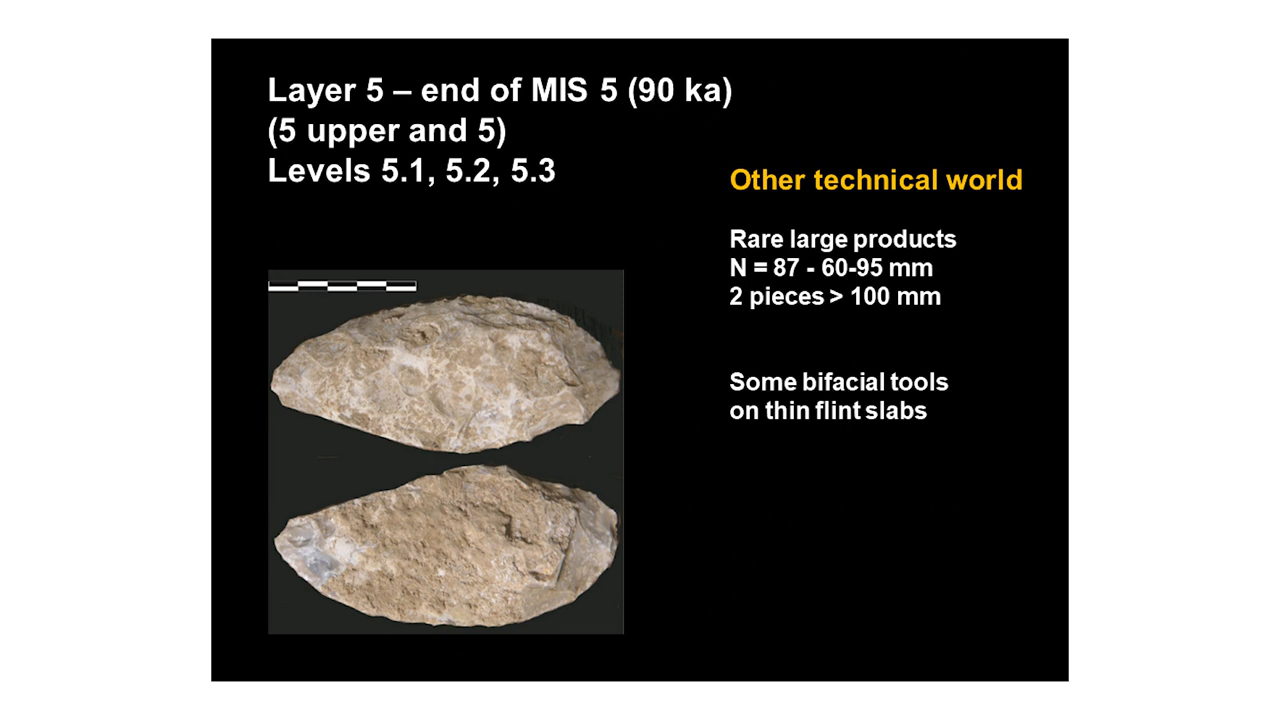 Layer 5 – end of MIS 5 (90 ka)
(5 upper and 5)
Levels 5.1, 5.2, 5.3
Other technical world
Rare large products
N = 87 - 60-95 mm
2 pieces > 100 mm
Some bifacial tools
on thin flint slabs